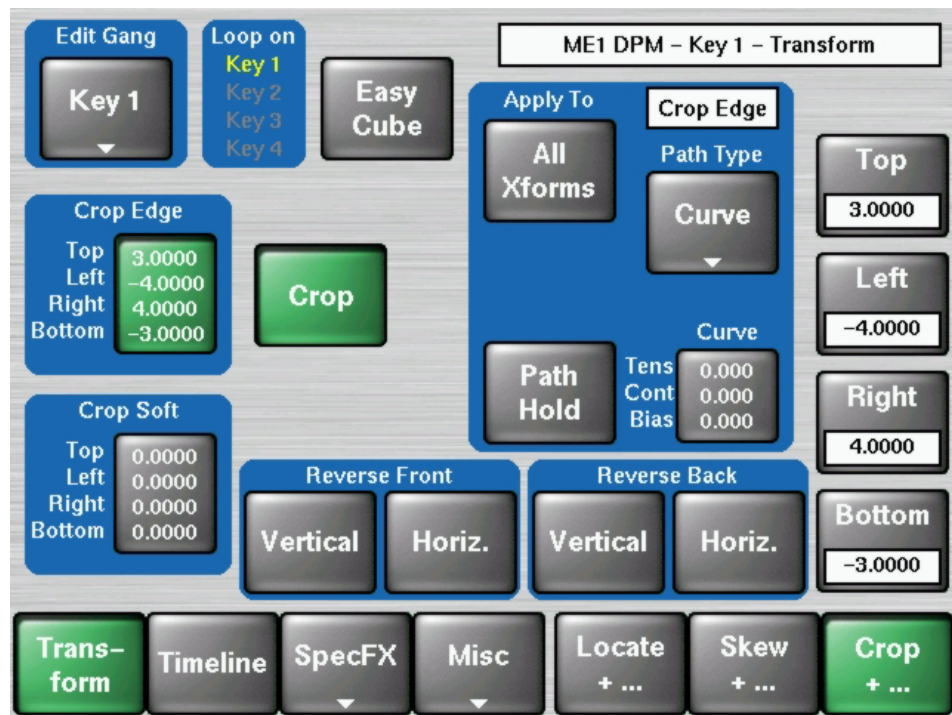 Edit Gang
Key 1
Loop on
Key 1
Key 2
Key 3
Key 4
Easy
Cube
ME1 DPM – Key 1 – Transform
Apply To
All
Xforms
Crop Edge
Path Type
Curve
Path
Hold
Curve
Tens 0.000
Cont 0.000
Bias 0.000
Top
3.0000
Left
−4.0000
Right
4.0000
Bottom
−3.0000
Crop Edge
Top 3.0000
Left −4.0000
Right 4.0000
Bottom −3.0000
Crop
Crop Soft
Top 0.0000
Left 0.0000
Right 0.0000
Bottom 0.0000
Reverse Front
Vertical Horiz.
Reverse Back
Vertical Horiz.
Trans–
form
Timeline
SpecFX
Misc
Locate
+ ...
Skew
+ ...
Crop
+ ...